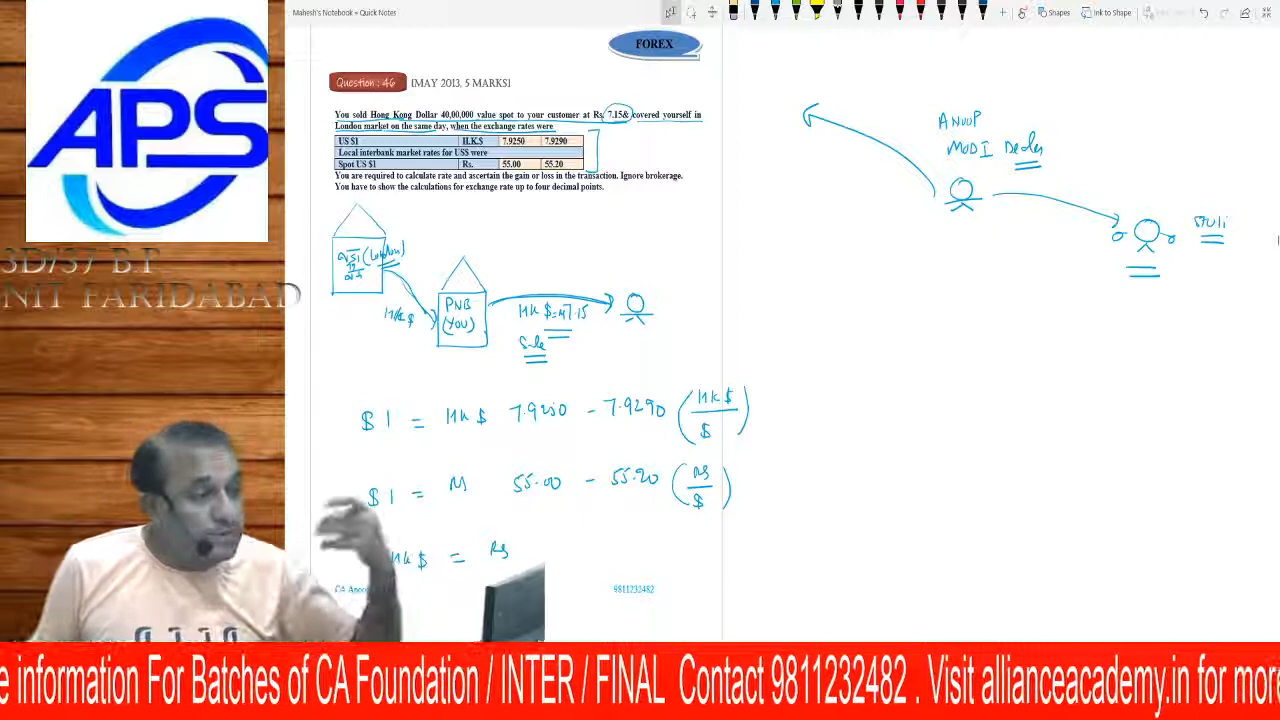 Mahesh's Notebook » Quick Notes
Shapes
Ink to Shape
APS
3D/57 B.P
NIT FARIDABAD
FOREX
Question : 46 [MAY 2013, 5 MARKS]
You sold Hong Kong Dollar 40,00,000 value spot to your customer at Rs. 7.15& covered yourself in
London market on the same day, when the exchange rates were
US $1 H.K.$ 7.9250 7.9290
Local interbank market rates for US$ were
Spot US $1 Rs. 55.00 55.20
You are required to calculate rate and ascertain the gain or loss in the transaction. Ignore brokerage.
You have to show the calculations for exchange rate up to four decimal points.
(London)
HK $
PNB
(YOU)
HK $=₹7.15
Sale
ANOOP
MODI Dealer
$ 1 = HK $ 7.9250 - 7.9290 (HK $ / $)
$ 1 = Rs 55.00 - 55.20 (Rs / $)
HK $ = Rs
CA Anoo
9811232482
e information For Batches of CA Foundation / INTER / FINAL Contact 9811232482 . Visit allianceacademy.in for more